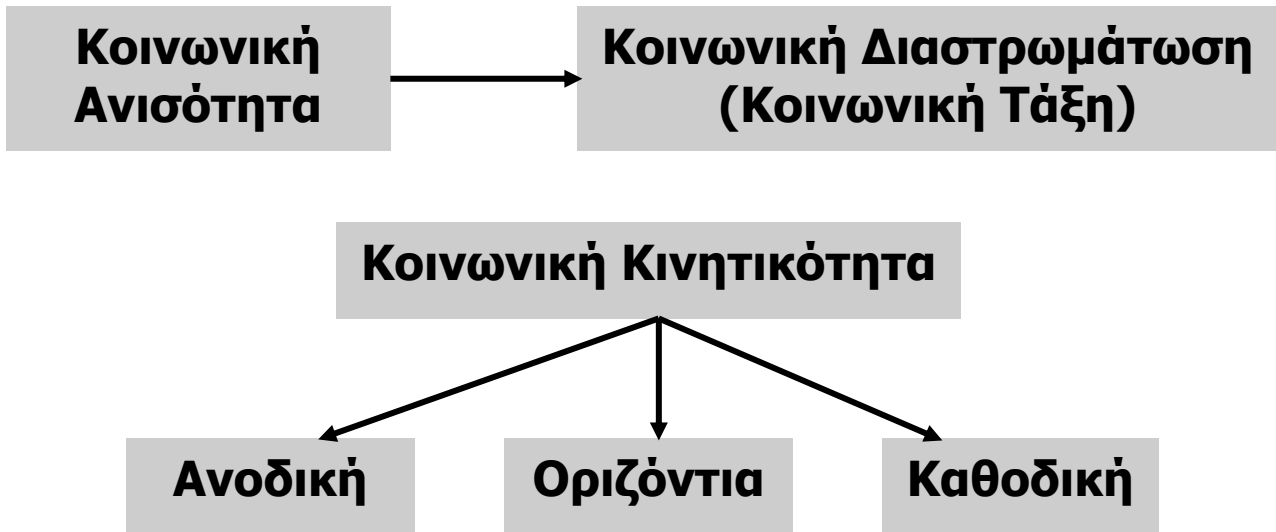 Κοινωνική
Ανισότητα
Κοινωνική Διαστρωμάτωση
(Κοινωνική Τάξη)
Κοινωνική Κινητικότητα
Ανοδική
Οριζόντια
Καθοδική